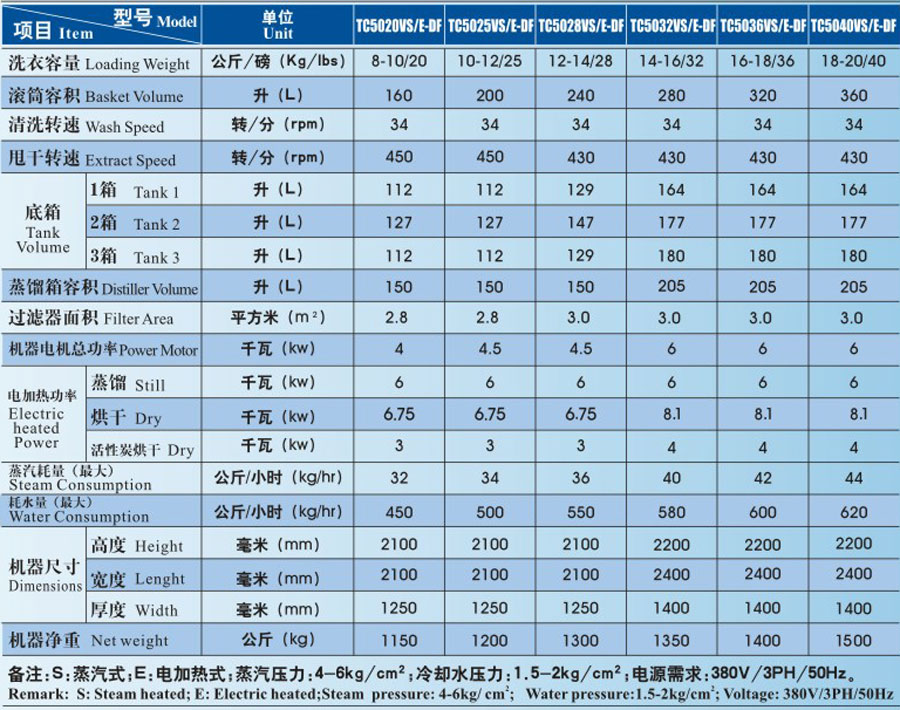 型号 Model 单位 TC5020VS/E-DF TC5025VS/E-DF TC5028VS/E-DF TC5032VS/E-DF TC5036VS/E-DF TC5040VS/E-DF
项目 Item Unit
洗衣容量 Loading Weight 公斤/磅 (Kg/lbs) 8-10/20 10-12/25 12-14/28 14-16/32 16-18/36 18-20/40
滚筒容积 Basket Volume 升 (L) 160 200 240 280 320 360
清洗转速 Wash Speed 转/分 (rpm) 34 34 34 34 34 34
甩干转速 Extract Speed 转/分 (rpm) 450 450 430 430 430 430
底箱
Tank
Volume
1箱 Tank 1 升 (L) 112 112 129 164 164 164
2箱 Tank 2 升 (L) 127 127 147 177 177 177
3箱 Tank 3 升 (L) 112 112 129 180 180 180
蒸馏箱容积 Distiller Volume 升 (L) 150 150 150 205 205 205
过滤器面积 Filter Area 平方米 (m²) 2.8 2.8 3.0 3.0 3.0 3.0
机器电机总功率 Power Motor 千瓦 (kw) 4 4.5 4.5 6 6 6
电加热功率
Electric
heated
Power
蒸馏 Still 千瓦 (kw) 6 6 6 6 6 6
烘干 Dry 千瓦 (kw) 6.75 6.75 6.75 8.1 8.1 8.1
活性炭烘干 Dry 千瓦 (kw) 3 3 3 4 4 4
蒸汽耗量（最大）
Steam Consumption 公斤/小时 (kg/hr) 32 34 36 40 42 44
耗水量（最大）
Water Consumption 公斤/小时 (kg/hr) 450 500 550 580 600 620
机器尺寸
Dimensions
高度 Height 毫米 (mm) 2100 2100 2100 2200 2200 2200
宽度 Lenght 毫米 (mm) 2100 2100 2100 2400 2400 2400
厚度 Width 毫米 (mm) 1250 1250 1250 1400 1400 1400
机器净重 Net weight 公斤 (kg) 1150 1200 1300 1350 1400 1500
备注:S:蒸汽式;E:电加热式;蒸汽压力:4-6kg/cm²;冷却水压力:1.5-2kg/cm²;电源需求:380V/3PH/50Hz。
Remark: S: Steam heated; E: Electric heated;Steam pressure: 4-6kg/ cm²; Water pressure:1.5-2kg/cm²; Voltage: 380V/3PH/50Hz